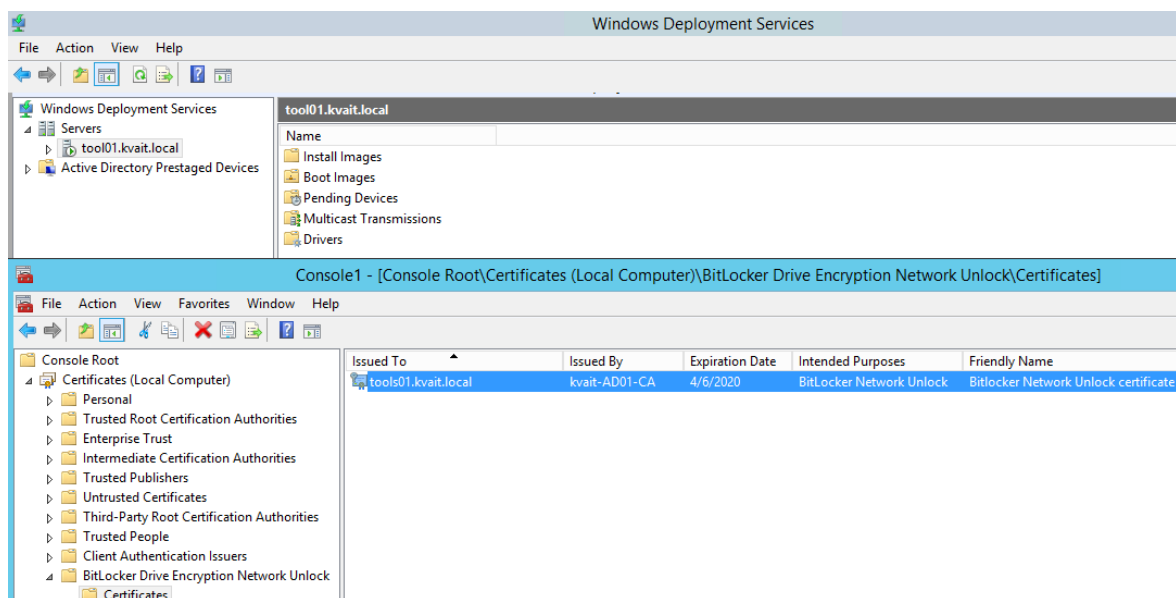 Windows Deployment Services
File Action View Help
Windows Deployment Services
Servers
tool01.kvait.local
Active Directory Prestaged Devices
tool01.kvait.local
Name
Install Images
Boot Images
Pending Devices
Multicast Transmissions
Drivers
Console1 - [Console Root\Certificates (Local Computer)\BitLocker Drive Encryption Network Unlock\Certificates]
File Action View Favorites Window Help
Console Root
Certificates (Local Computer)
Personal
Trusted Root Certification Authorities
Enterprise Trust
Intermediate Certification Authorities
Trusted Publishers
Untrusted Certificates
Third-Party Root Certification Authorities
Trusted People
Client Authentication Issuers
BitLocker Drive Encryption Network Unlock
Certificates
Issued To Issued By Expiration Date Intended Purposes Friendly Name
tools01.kvait.local kvait-AD01-CA 4/6/2020 BitLocker Network Unlock Bitlocker Network Unlock certificate